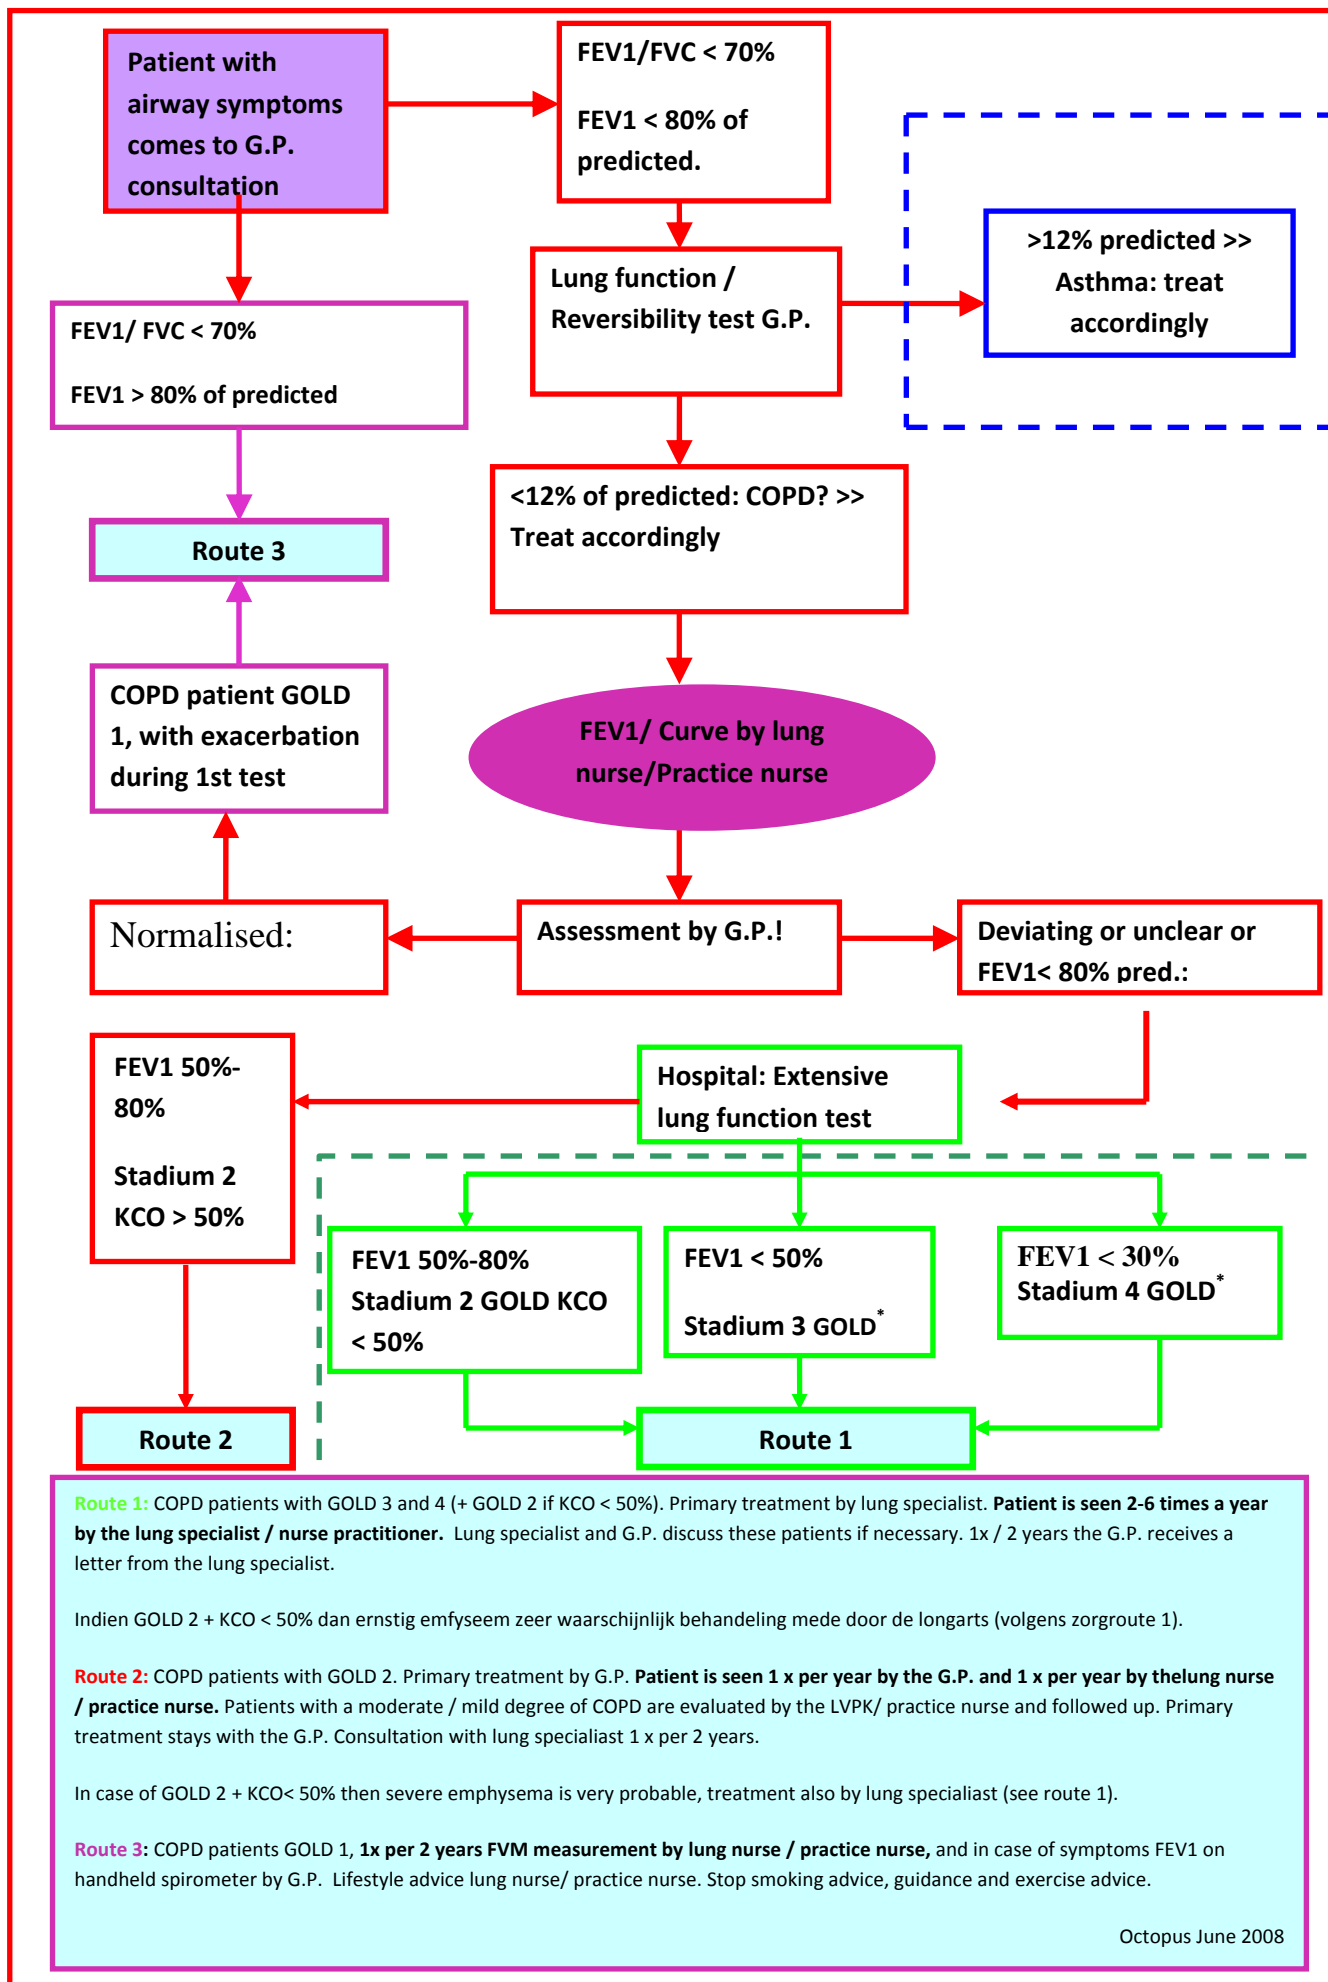 Patient with
airway symptoms
comes to G.P.
consultation
FEV1/FVC < 70%
FEV1 < 80% of
predicted.
>12% predicted >>
Asthma: treat
accordingly
Lung function /
Reversibility test G.P.
FEV1/ FVC < 70%
FEV1 > 80% of predicted
<12% of predicted: COPD? >>
Treat accordingly
Route 3
COPD patient GOLD
1, with exacerbation
during 1st test
FEV1/ Curve by lung
nurse/Practice nurse
Normalised:
Assessment by G.P.!
Deviating or unclear or
FEV1< 80% pred.:
FEV1 50%-
80%
Stadium 2
KCO > 50%
Hospital: Extensive
lung function test
FEV1 50%-80%
Stadium 2 GOLD KCO
< 50%
FEV1 < 50%
Stadium 3 GOLD*
FEV1 < 30%
Stadium 4 GOLD*
Route 2
Route 1
Route 1: COPD patients with GOLD 3 and 4 (+ GOLD 2 if KCO < 50%). Primary treatment by lung specialist. Patient is seen 2-6 times a year
by the lung specialist / nurse practitioner. Lung specialist and G.P. discuss these patients if necessary. 1x / 2 years the G.P. receives a
letter from the lung specialist.
Indien GOLD 2 + KCO < 50% dan ernstig emfyseem zeer waarschijnlijk behandeling mede door de longarts (volgens zorgroute 1).
Route 2: COPD patients with GOLD 2. Primary treatment by G.P. Patient is seen 1 x per year by the G.P. and 1 x per year by thelung nurse
/ practice nurse. Patients with a moderate / mild degree of COPD are evaluated by the LVPK/ practice nurse and followed up. Primary
treatment stays with the G.P. Consultation with lung specialiast 1 x per 2 years.
In case of GOLD 2 + KCO< 50% then severe emphysema is very probable, treatment also by lung specialiast (see route 1).
Route 3: COPD patients GOLD 1, 1x per 2 years FVM measurement by lung nurse / practice nurse, and in case of symptoms FEV1 on
handheld spirometer by G.P. Lifestyle advice lung nurse/ practice nurse. Stop smoking advice, guidance and exercise advice.
Octopus June 2008